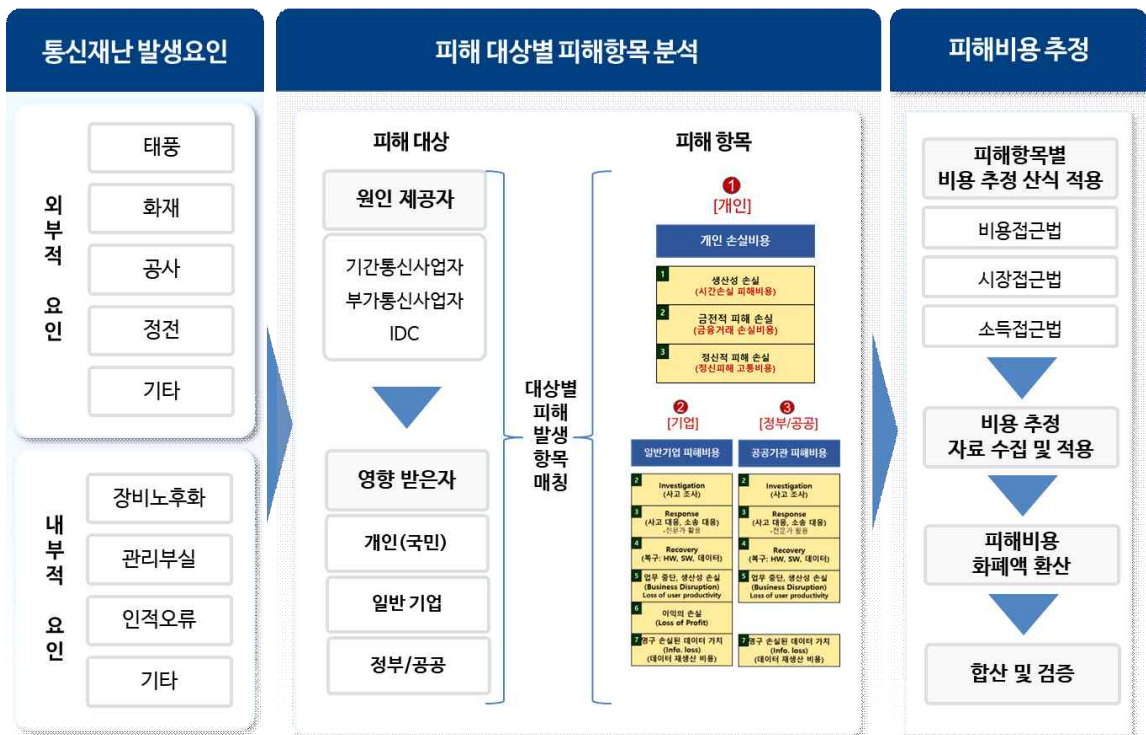 통신재난 발생요인
외부적 요인
태풍
화재
공사
정전
기타
내부적 요인
장비노후화
관리부실
인적오류
기타
피해 대상별 피해항목 분석
피해 대상
원인 제공자
기간통신사업자
부가통신사업자
IDC
영향 받은자
개인(국민)
일반 기업
정부/공공
대상별
피해
발생
항목
매칭
피해 항목
1
[개인]
개인 손실비용
1
생산성 손실
(시간손실 피해비용)
2
금전적 피해 손실
(금융거래 손실비용)
3
정신적 피해 손실
(정신피해 고통비용)
2
[기업]
일반기업 피해비용
2
Investigation
(사고 조사)
3
Response
(사고 대응, 소송 대응)
-전문가 활용
4
Recovery
(복구: HW, SW, 데이터)
5
업무 중단, 생산성 손실
(Business Disruption)
Loss of user productivity
6
이익의 손실
(Loss of Profit)
7
영구 손실된 데이터 가치
(Info. loss)
(데이터 재생산 비용)
3
[정부/공공]
공공기관 피해비용
2
Investigation
(사고 조사)
3
Response
(사고 대응, 소송 대응)
-전문가 활용
4
Recovery
(복구: HW, SW, 데이터)
5
업무 중단, 생산성 손실
(Business Disruption)
Loss of user productivity
7
영구 손실된 데이터 가치
(Info. loss)
(데이터 재생산 비용)
피해비용 추정
피해항목별
비용 추정 산식 적용
비용접근법
시장접근법
소득접근법
비용 추정
자료 수집 및 적용
피해비용
화폐액 환산
합산 및 검증